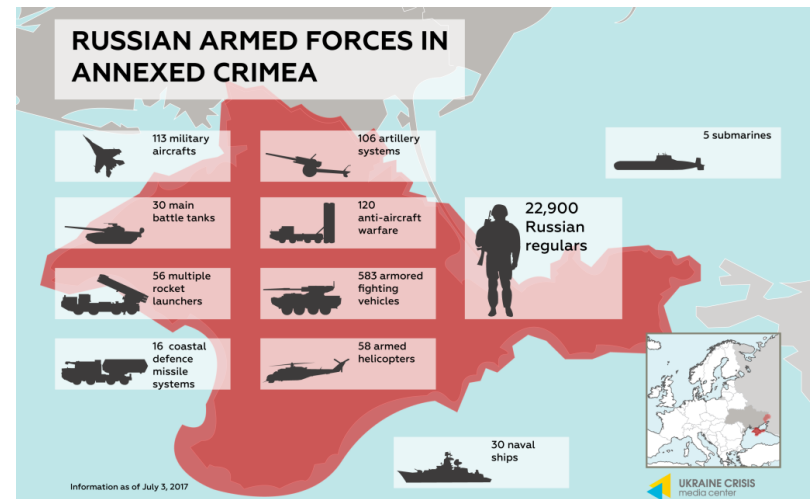 RUSSIAN ARMED FORCES IN
ANNEXED CRIMEA
113 military
aircrafts
106 artillery
systems
5 submarines
30 main
battle tanks
120
anti-aircraft
warfare
22,900
Russian
regulars
56 multiple
rocket
launchers
583 armored
fighting
vehicles
16 coastal
defence
missile
systems
58 armed
helicopters
30 naval
ships
Information as of July 3, 2017
UKRAINE CRISIS
media center